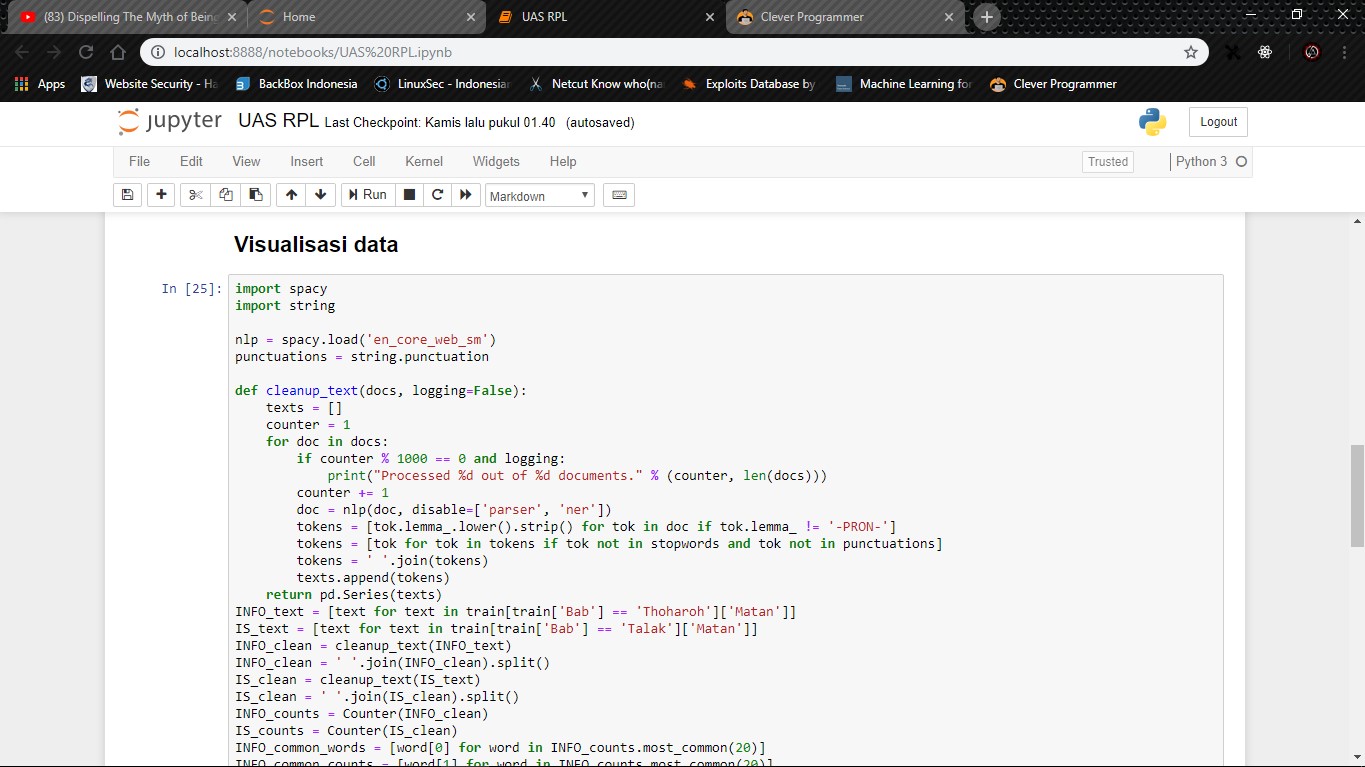 (83) Dispelling The Myth of Being
Home
UAS RPL
Clever Programmer
localhost:8888/notebooks/UAS%20RPL.ipynb
Apps
Website Security - Ha
BackBox Indonesia
LinuxSec - Indonesian
Netcut Know who(na
Exploits Database by
Machine Learning for
Clever Programmer
jupyter UAS RPL Last Checkpoint: Kamis lalu pukul 01.40 (autosaved)
Logout
File Edit View Insert Cell Kernel Widgets Help
Trusted
Python 3
Run
Markdown
Visualisasi data
In [25]:
import spacy
import string
nlp = spacy.load('en_core_web_sm')
punctuations = string.punctuation
def cleanup_text(docs, logging=False):
    texts = []
    counter = 1
    for doc in docs:
        if counter % 1000 == 0 and logging:
            print("Processed %d out of %d documents." % (counter, len(docs)))
        counter += 1
        doc = nlp(doc, disable=['parser', 'ner'])
        tokens = [tok.lemma_.lower().strip() for tok in doc if tok.lemma_ != '-PRON-']
        tokens = [tok for tok in tokens if tok not in stopwords and tok not in punctuations]
        tokens = ' '.join(tokens)
        texts.append(tokens)
    return pd.Series(texts)
INFO_text = [text for text in train[train['Bab'] == 'Thoharoh']['Matan']]
IS_text = [text for text in train[train['Bab'] == 'Talak']['Matan']]
INFO_clean = cleanup_text(INFO_text)
INFO_clean = ' '.join(INFO_clean).split()
IS_clean = cleanup_text(IS_text)
IS_clean = ' '.join(IS_clean).split()
INFO_counts = Counter(INFO_clean)
IS_counts = Counter(IS_clean)
INFO_common_words = [word[0] for word in INFO_counts.most_common(20)]
INFO_common_counts = [word[1] for word in INFO_counts.most_common(20)]